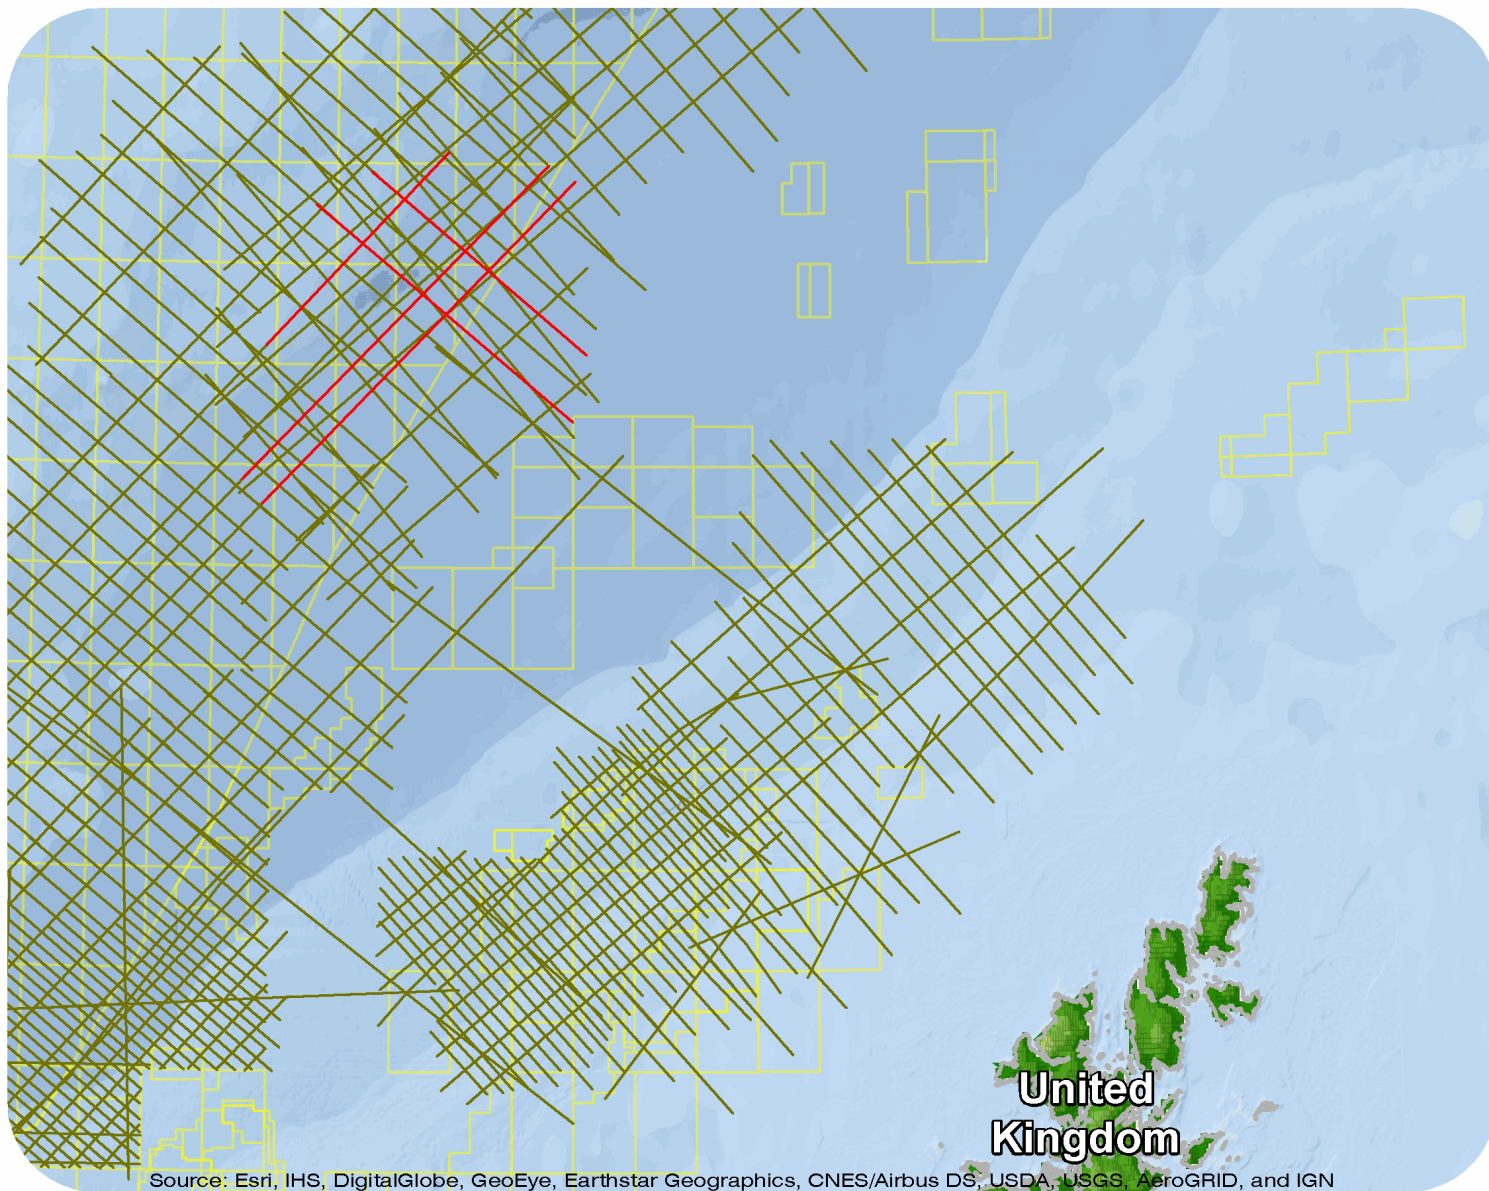 United
Kingdom
Source: Esri, IHS, DigitalGlobe, GeoEye, Earthstar Geographics, CNES/Airbus DS, USDA, USGS, AeroGRID, and IGN